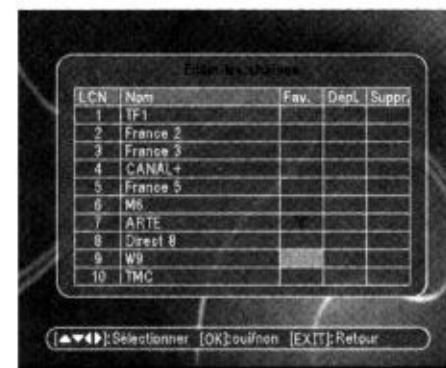 Editer les chaînes
LCN Nom Fav. Dépl. Suppr.
1 TF1
2 France 2
3 France 3
4 CANAL+
5 France 5
6 M6
7 ARTE
8 Direct 8
9 W9
10 TMC
[▲▼◀▶]:Sélectionner [OK]:oui/non [EXIT]:Retour